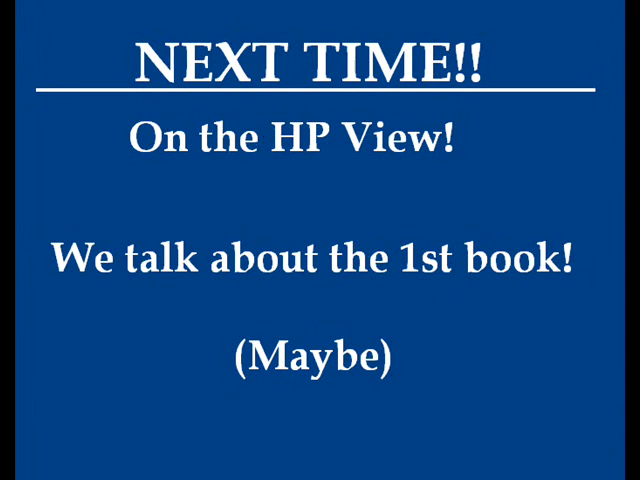 NEXT TIME!!
On the HP View!
We talk about the 1st book!
(Maybe)